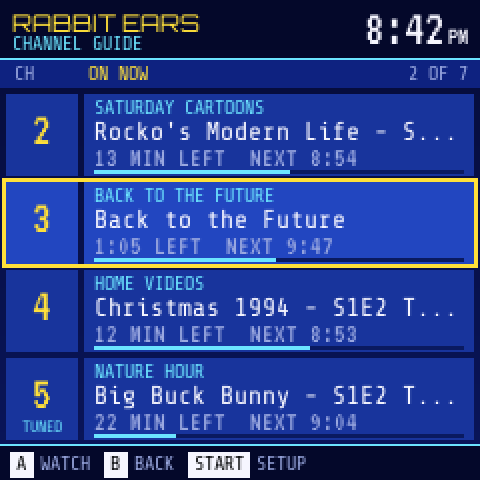 RABBIT EARS
CHANNEL GUIDE
8:42 PM
CH ON NOW 2 OF 7
2
SATURDAY CARTOONS
Rocko's Modern Life - S...
13 MIN LEFT NEXT 8:54
3
BACK TO THE FUTURE
Back to the Future
1:05 LEFT NEXT 9:47
4
HOME VIDEOS
Christmas 1994 - S1E2 T...
12 MIN LEFT NEXT 8:53
5
TUNED
NATURE HOUR
Big Buck Bunny - S1E2 T...
22 MIN LEFT NEXT 9:04
A WATCH B BACK START SETUP